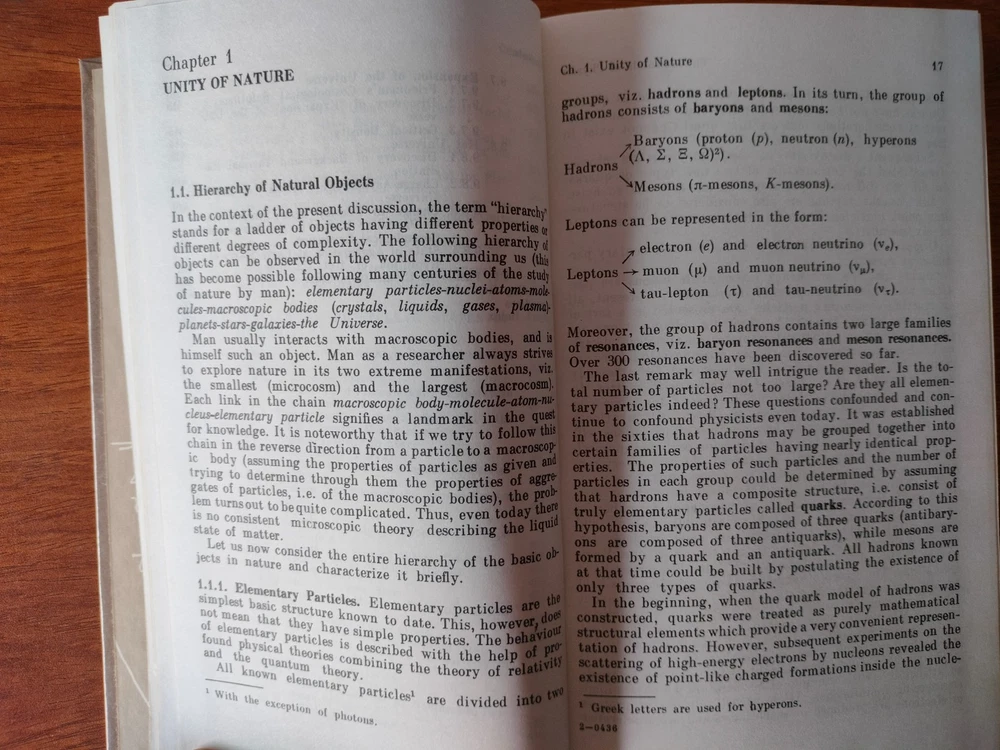 Chapter 1
UNITY OF NATURE
1.1. Hierarchy of Natural Objects
In the context of the present discussion, the term "hierarchy"
stands for a ladder of objects having different properties or
different degrees of complexity. The following hierarchy of
objects can be observed in the world surrounding us (this
has become possible following many centuries of the study
of nature by man): elementary particles-nuclei-atoms-mole-
cules-macroscopic bodies (crystals, liquids, gases, plasma)-
planets-stars-galaxies-the Universe.
Man usually interacts with macroscopic bodies, and is
himself such an object. Man as a researcher always strives
to explore nature in its two extreme manifestations, viz.
the smallest (microcosm) and the largest (macrocosm).
Each link in the chain macroscopic body-molecule-atom-nu-
cleus-elementary particle signifies a landmark in the quest
for knowledge. It is noteworthy that if we try to follow this
chain in the reverse direction from a particle to a macroscop-
ic body (assuming the properties of particles as given and
trying to determine through them the properties of aggre-
gates of particles, i.e. of the macroscopic bodies), the prob-
lem turns out to be quite complicated. Thus, even today there
is no consistent microscopic theory describing the liquid
state of matter.
Let us now consider the entire hierarchy of the basic ob-
jects in nature and characterize it briefly.
1.1.1. Elementary Particles. Elementary particles are the
simplest basic structure known to date. This, however, does
not mean that they have simple properties. The behaviour
of elementary particles is described with the help of pro-
found physical theories combining the theory of relativity
and the quantum theory.
All known elementary particles¹ are divided into two
¹ With the exception of photons.
Ch. 1. Unity of Nature 17
groups, viz. hadrons and leptons. In its turn, the group of
hadrons consists of baryons and mesons:
Baryons (proton (p), neutron (n), hyperons
(Λ, Σ, Ξ, Ω)²).
Hadrons
Mesons (π-mesons, K-mesons).
Leptons can be represented in the form:
electron (e) and electron neutrino (νₑ),
Leptons → muon (μ) and muon neutrino (ν_μ),
tau-lepton (τ) and tau-neutrino (ν_τ).
Moreover, the group of hadrons contains two large families
of resonances, viz. baryon resonances and meson resonances.
Over 300 resonances have been discovered so far.
The last remark may well intrigue the reader. Is the to-
tal number of particles not too large? Are they all elemen-
tary particles indeed? These questions confounded and con-
tinue to confound physicists even today. It was established
in the sixties that hadrons may be grouped together into
certain families of particles having nearly identical prop-
erties. The properties of such particles and the number of
particles in each group could be determined by assuming
that hardrons have a composite structure, i.e. consist of
truly elementary particles called quarks. According to this
hypothesis, baryons are composed of three quarks (antibary-
ons are composed of three antiquarks), while mesons are
formed by a quark and an antiquark. All hadrons known
at that time could be built by postulating the existence of
only three types of quarks.
In the beginning, when the quark model of hadrons was
constructed, quarks were treated as purely mathematical
structural elements which provide a very convenient represen-
tation of hadrons. However, subsequent experiments on the
scattering of high-energy electrons by nucleons revealed the
existence of point-like charged formations inside the nucle-
¹ Greek letters are used for hyperons.
2—0436